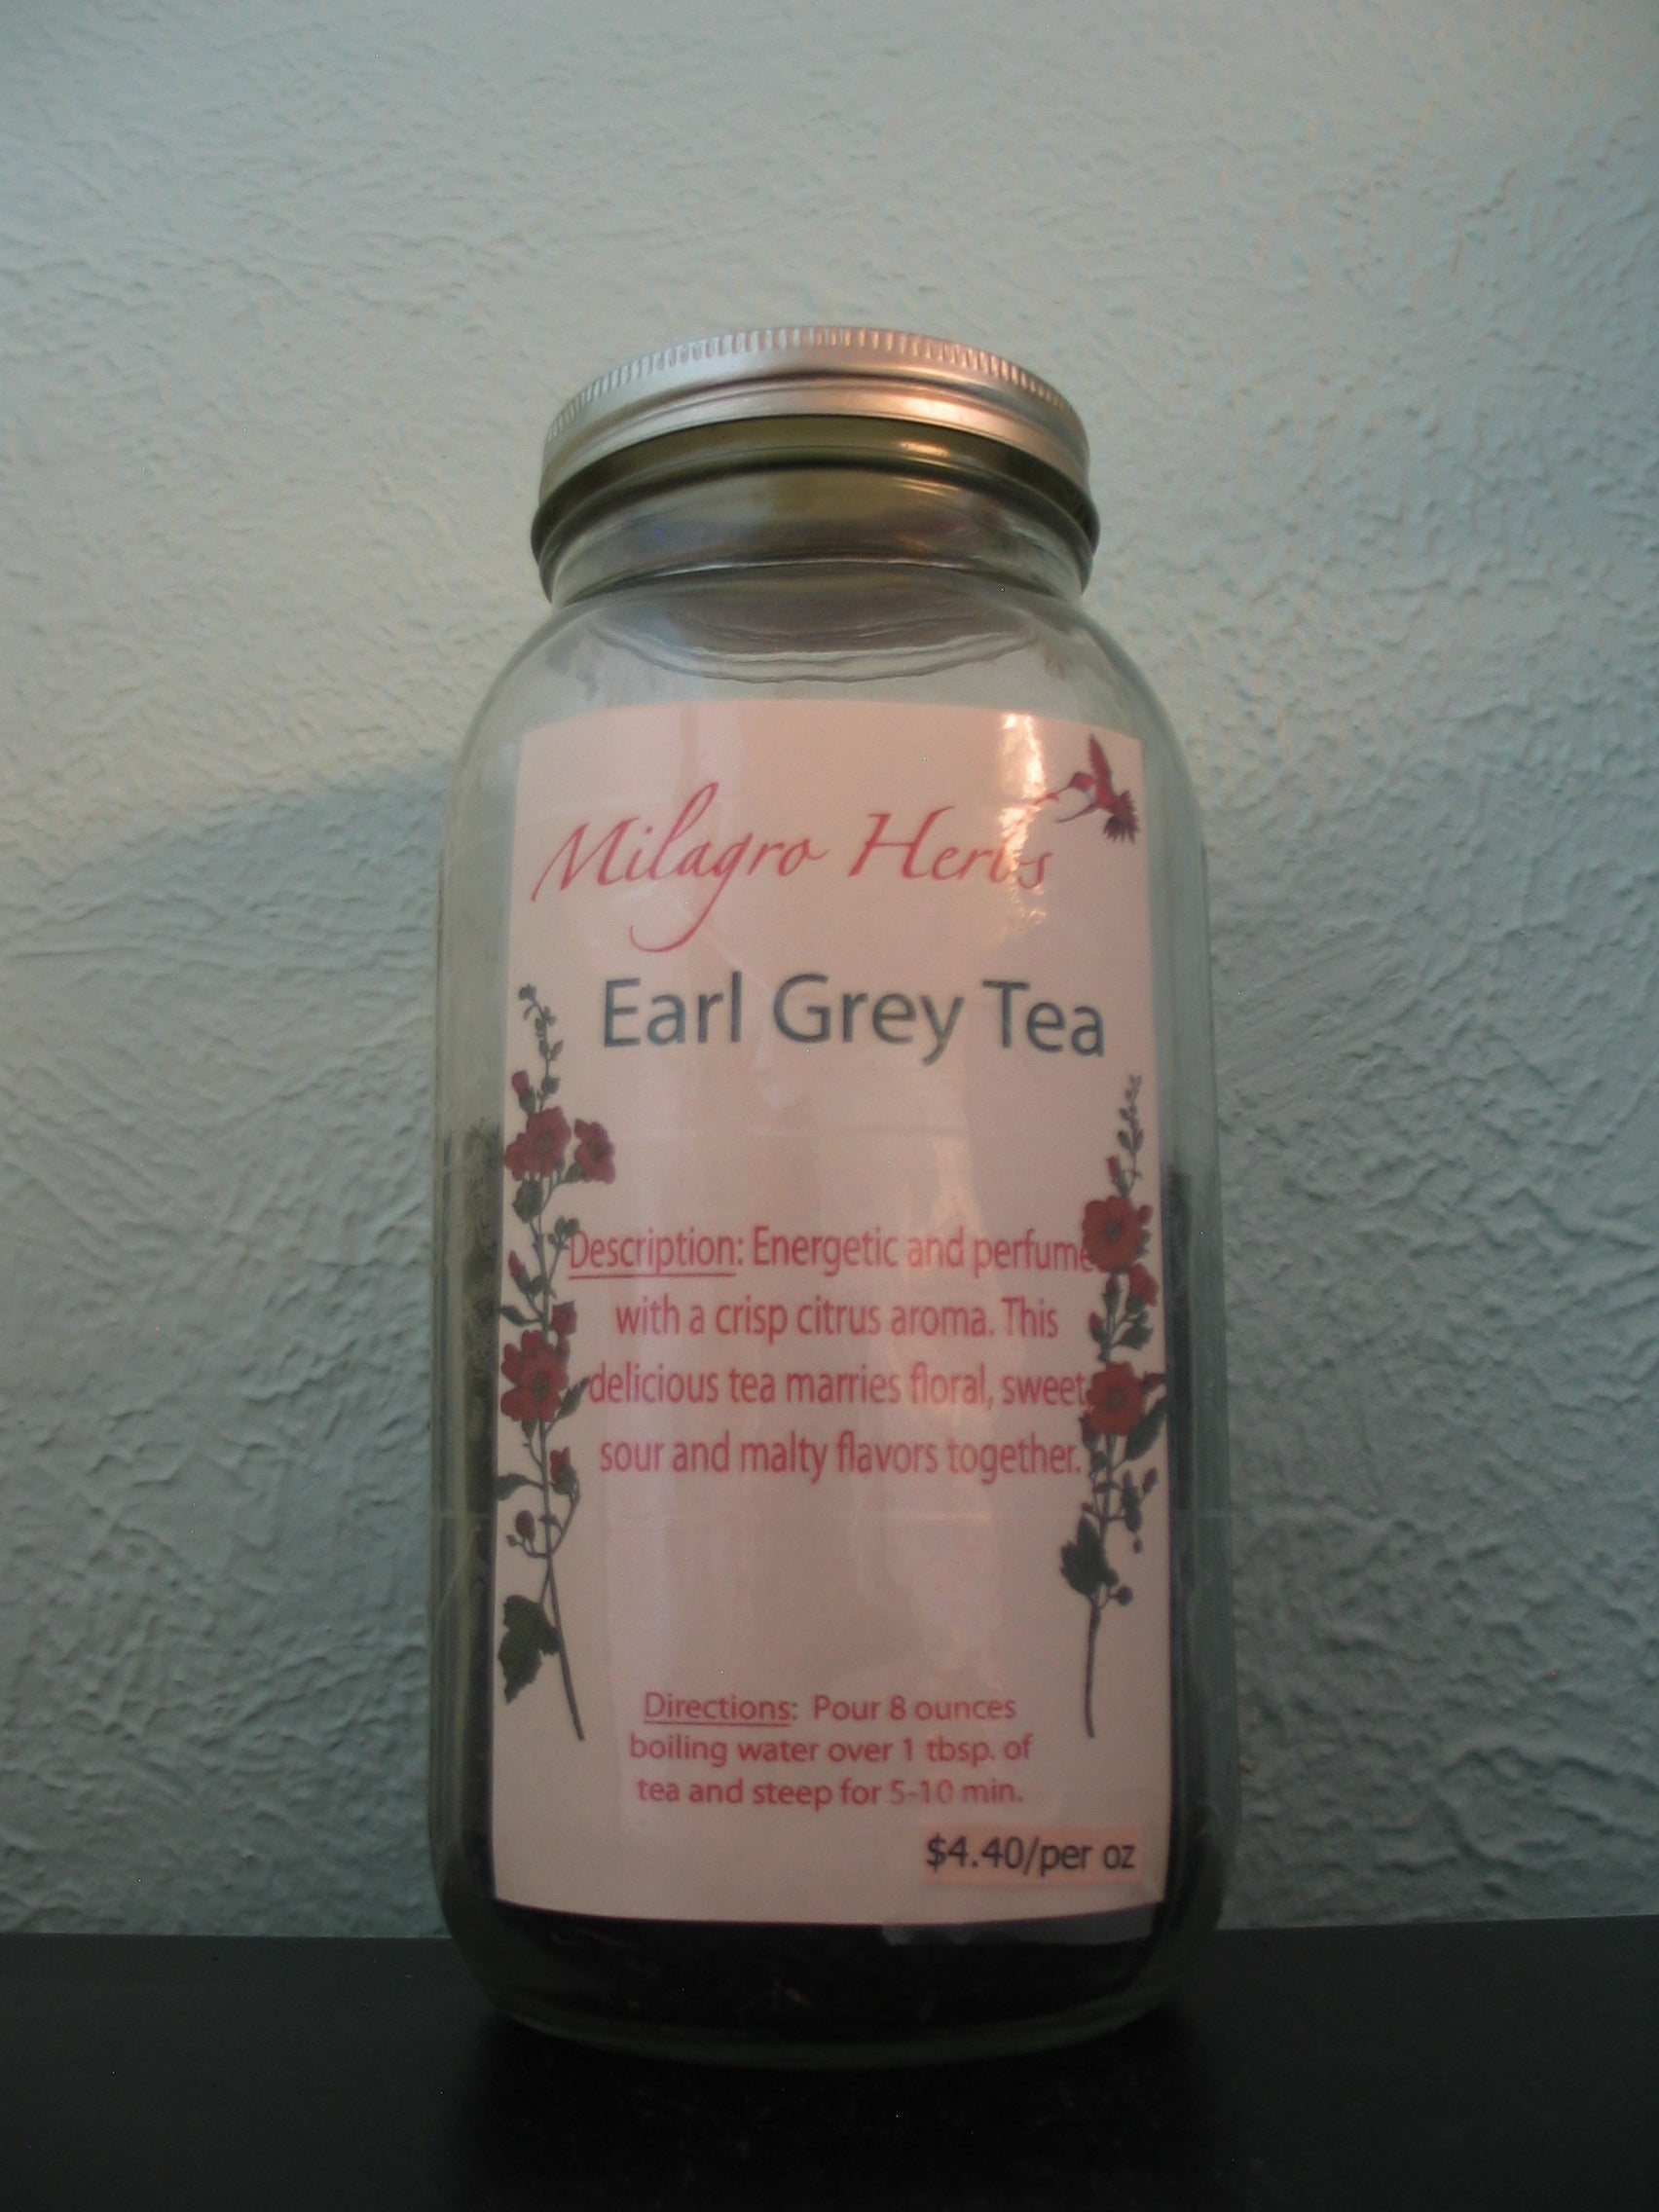 Milagro Herbs
Earl Grey Tea
Description: Energetic and perfume
with a crisp citrus aroma. This
delicious tea marries floral, sweet,
sour and malty flavors together.
Directions: Pour 8 ounces
boiling water over 1 tbsp. of
tea and steep for 5-10 min.
$4.40/per oz